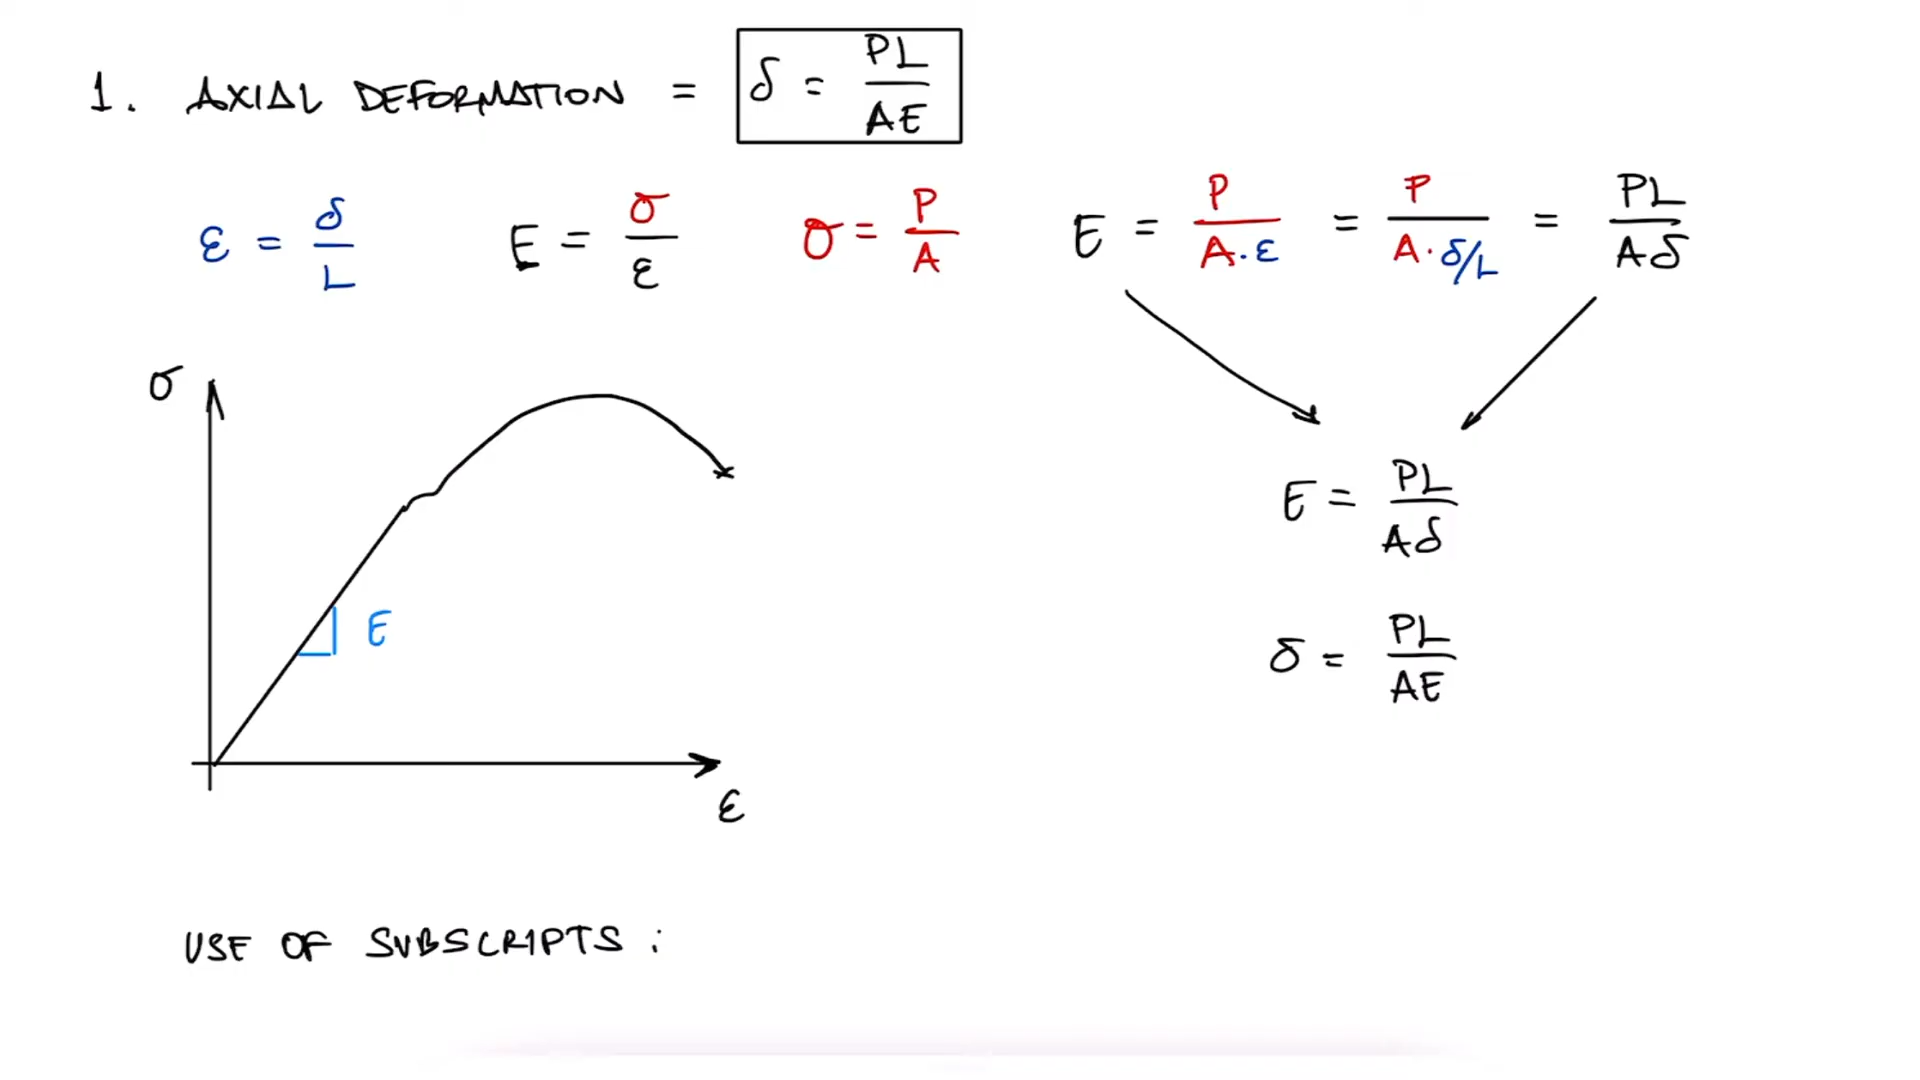 1. AXIAL DEFORMATION = δ = PL/AE
ε = δ/L E = σ/ε σ = P/A E = P/A·ε = P/A·δ/L = PL/Aδ
σ
E = PL/Aδ
E
δ = PL/AE
ε
USE OF SUBSCRIPTS :